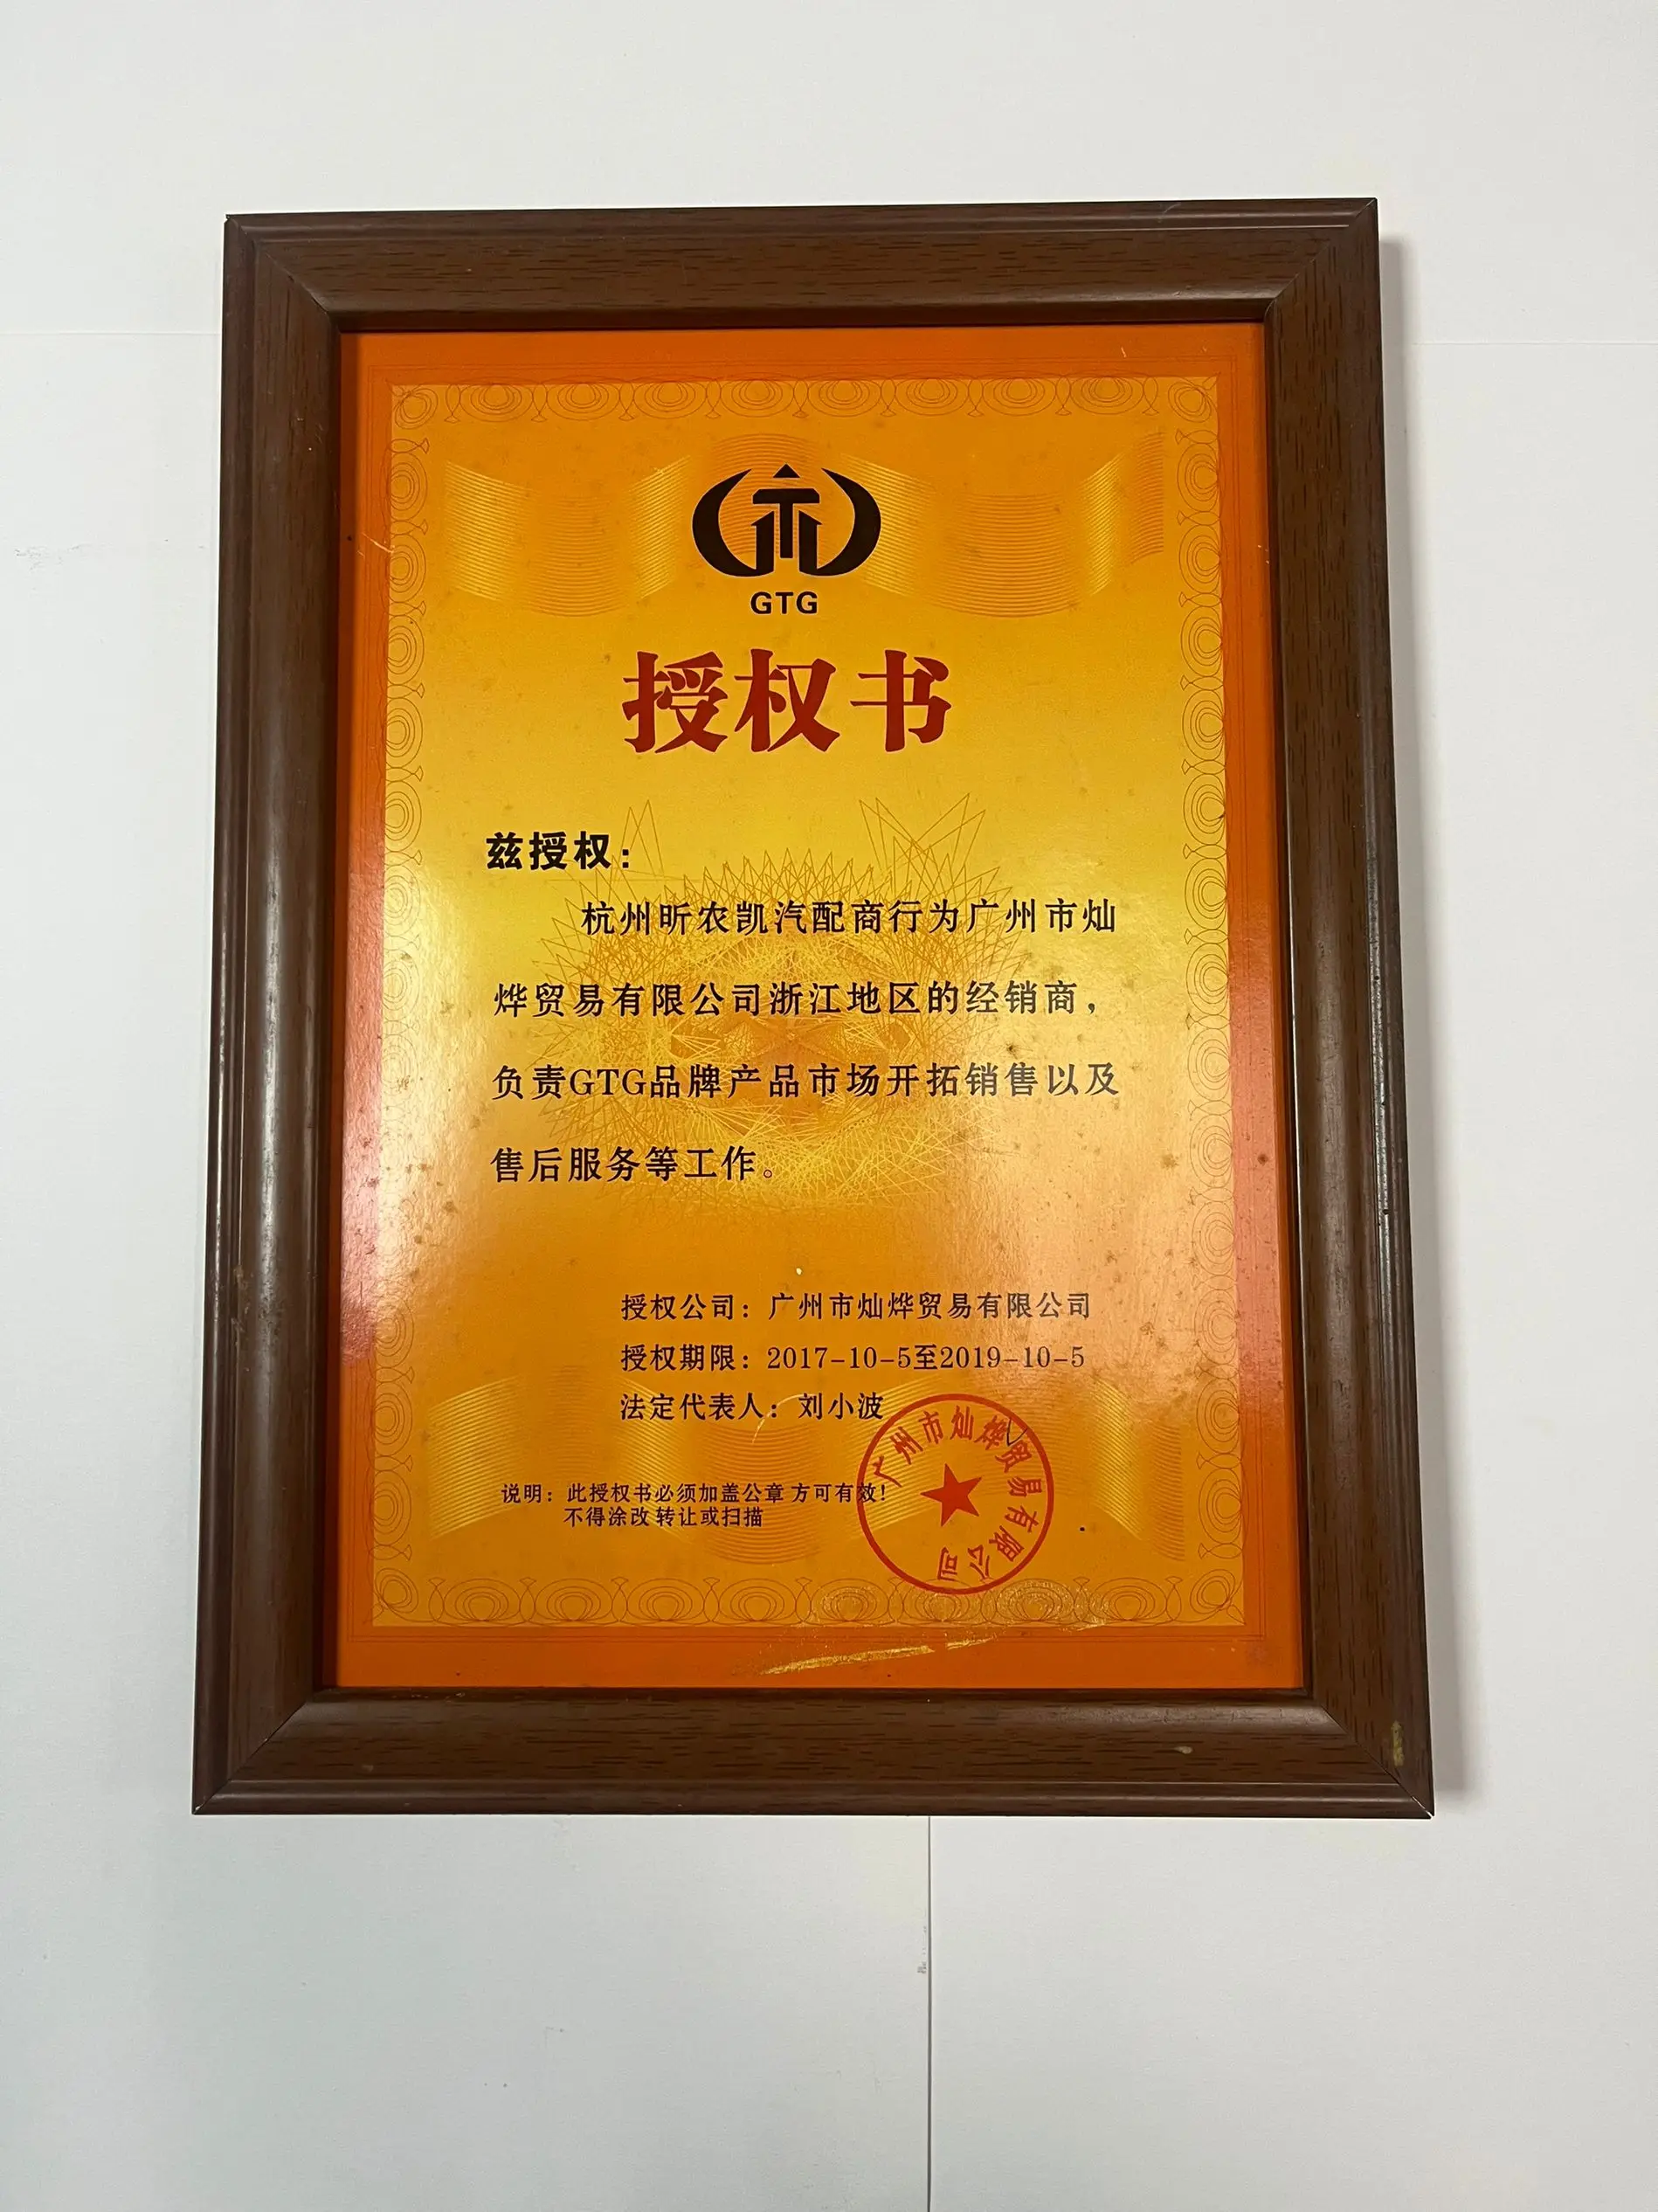 GTG
授权书
兹授权：
杭州昕农凯汽配商行为广州市灿
烨贸易有限公司浙江地区的经销商，
负责GTG品牌产品市场开拓销售以及
售后服务等工作。
授权公司：广州市灿烨贸易有限公司
授权期限：2017-10-5至2019-10-5
法定代表人：刘小波
广州市灿烨贸易有限公司
说明：此授权书必须加盖公章 方可有效！
不得涂改 转让或扫描